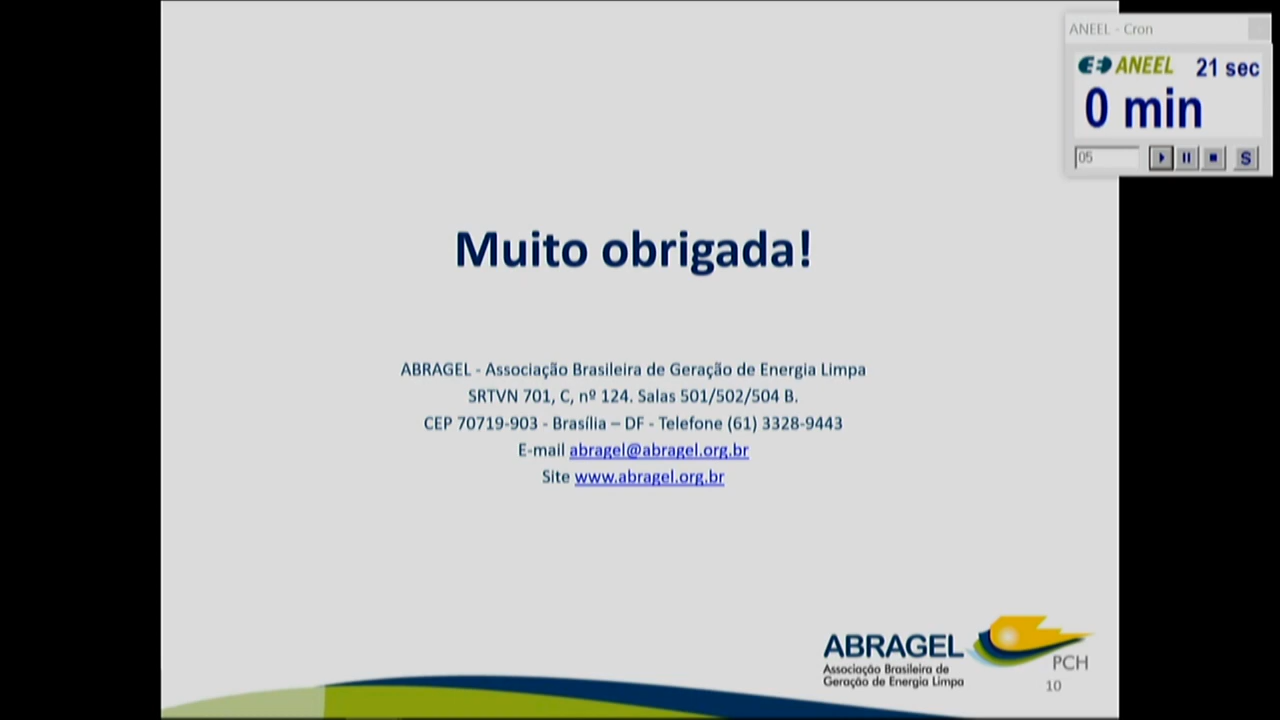 ANEEL - Cron
ANEEL 21 sec
0 min
05
S
Muito obrigada!
ABRAGEL - Associação Brasileira de Geração de Energia Limpa
SRTVN 701, C, nº 124. Salas 501/502/504 B.
CEP 70719-903 - Brasília – DF - Telefone (61) 3328-9443
E-mail abragel@abragel.org.br
Site www.abragel.org.br
ABRAGEL
Associação Brasileira de
Geração de Energia Limpa
PCH
10